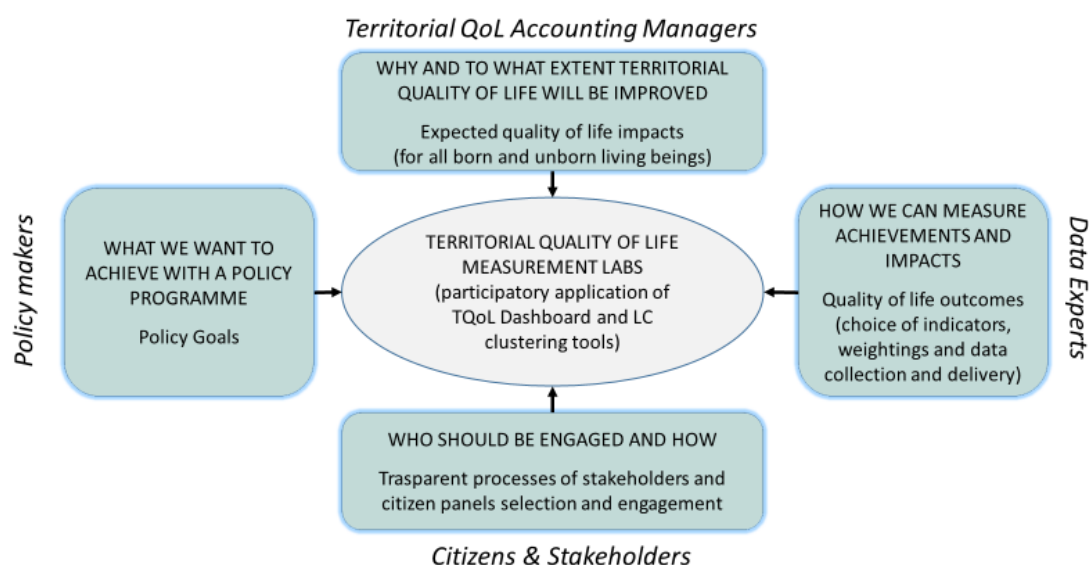 Territorial QoL Accounting Managers
WHY AND TO WHAT EXTENT TERRITORIAL
QUALITY OF LIFE WILL BE IMPROVED
Expected quality of life impacts
(for all born and unborn living beings)
Policy makers
WHAT WE WANT TO
ACHIEVE WITH A POLICY
PROGRAMME
Policy Goals
TERRITORIAL QUALITY OF LIFE
MEASUREMENT LABS
(participatory application of
TQoL Dashboard and LC
clustering tools)
HOW WE CAN MEASURE
ACHIEVEMENTS AND
IMPACTS
Quality of life outcomes
(choice of indicators,
weightings and data
collection and delivery)
Data Experts
WHO SHOULD BE ENGAGED AND HOW
Trasparent processes of stakeholders and
citizen panels selection and engagement
Citizens & Stakeholders